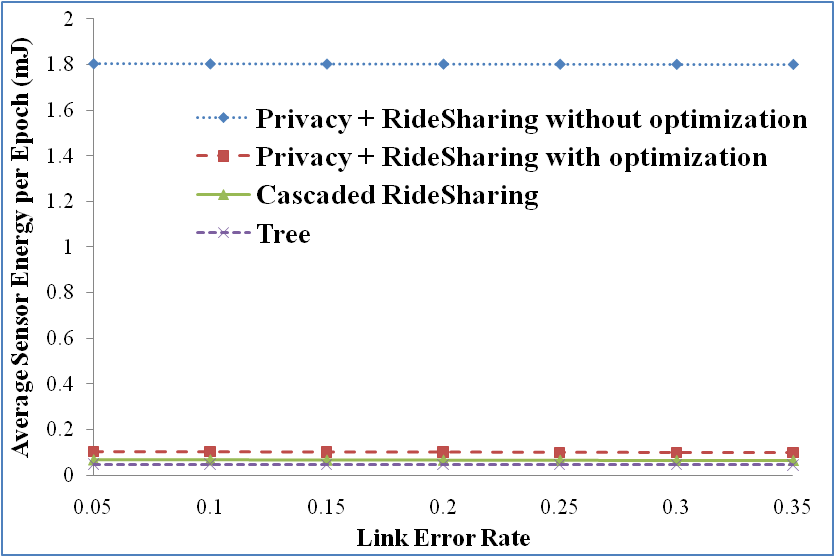 2
1.8
1.6
1.4
1.2
1
0.8
0.6
0.4
0.2
0
Average Sensor Energy per Epoch (mJ)
Privacy + RideSharing without optimization
Privacy + RideSharing with optimization
Cascaded RideSharing
Tree
0.05 0.1 0.15 0.2 0.25 0.3 0.35
Link Error Rate